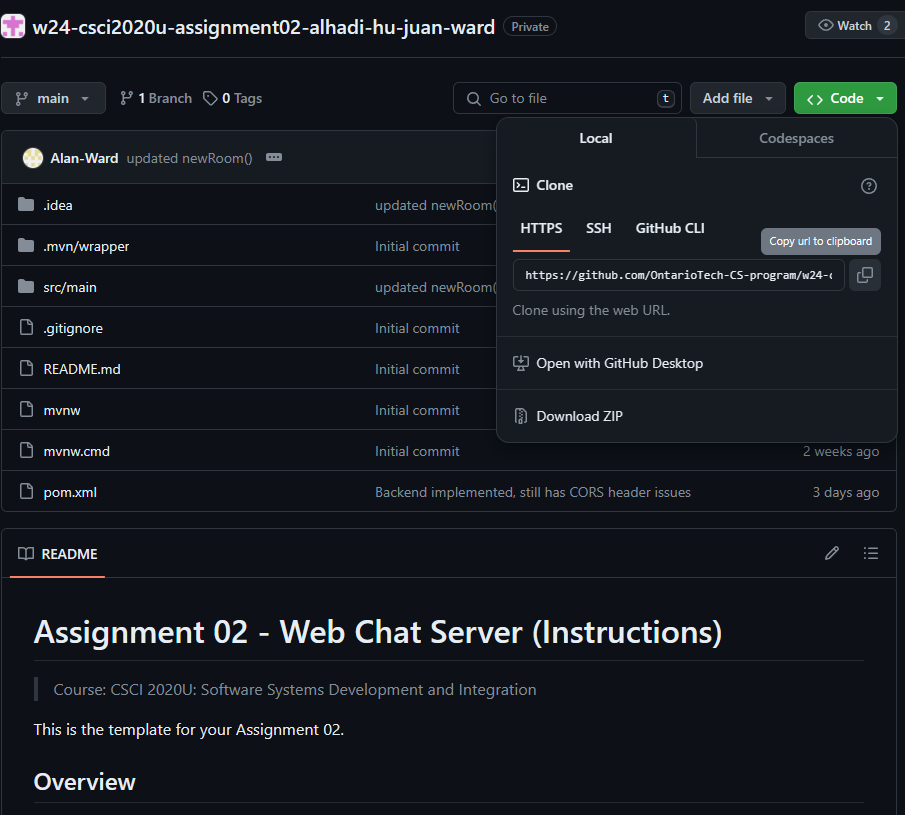 w24-csci2020u-assignment02-alhadi-hu-juan-ward Private Watch 2
main 1 Branch 0 Tags Go to file t Add file Code
Local Codespaces
Alan-Ward updated newRoom()
Clone
HTTPS SSH GitHub CLI
Copy url to clipboard
https://github.com/OntarioTech-CS-program/w24-c
Clone using the web URL.
Open with GitHub Desktop
Download ZIP
.idea updated newRoom(
.mvn/wrapper Initial commit
src/main updated newRoom(
.gitignore Initial commit
README.md Initial commit
mvnw Initial commit
mvnw.cmd Initial commit 2 weeks ago
pom.xml Backend implemented, still has CORS header issues 3 days ago
README
Assignment 02 - Web Chat Server (Instructions)
Course: CSCI 2020U: Software Systems Development and Integration
This is the template for your Assignment 02.
Overview